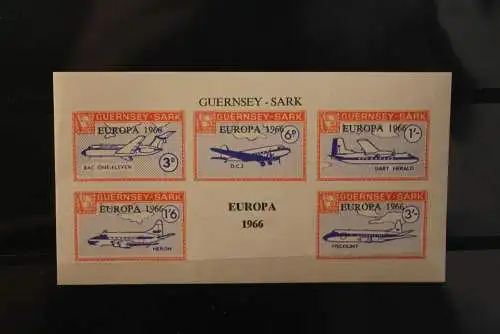 GUERNSEY - SARK
GUERNSEY - SARK
EUROPA 1966
3D
BAC ONE-ELEVEN
GUERNSEY - SARK
EUROPA 1966
6D
D.C.3
GUERNSEY - SARK
EUROPA 1966
1/-
DART HERALD
GUERNSEY - SARK
EUROPA 1966
1/6
HERON
EUROPA
1966
GUERNSEY - SARK
EUROPA 1966
3/-
VISCOUNT